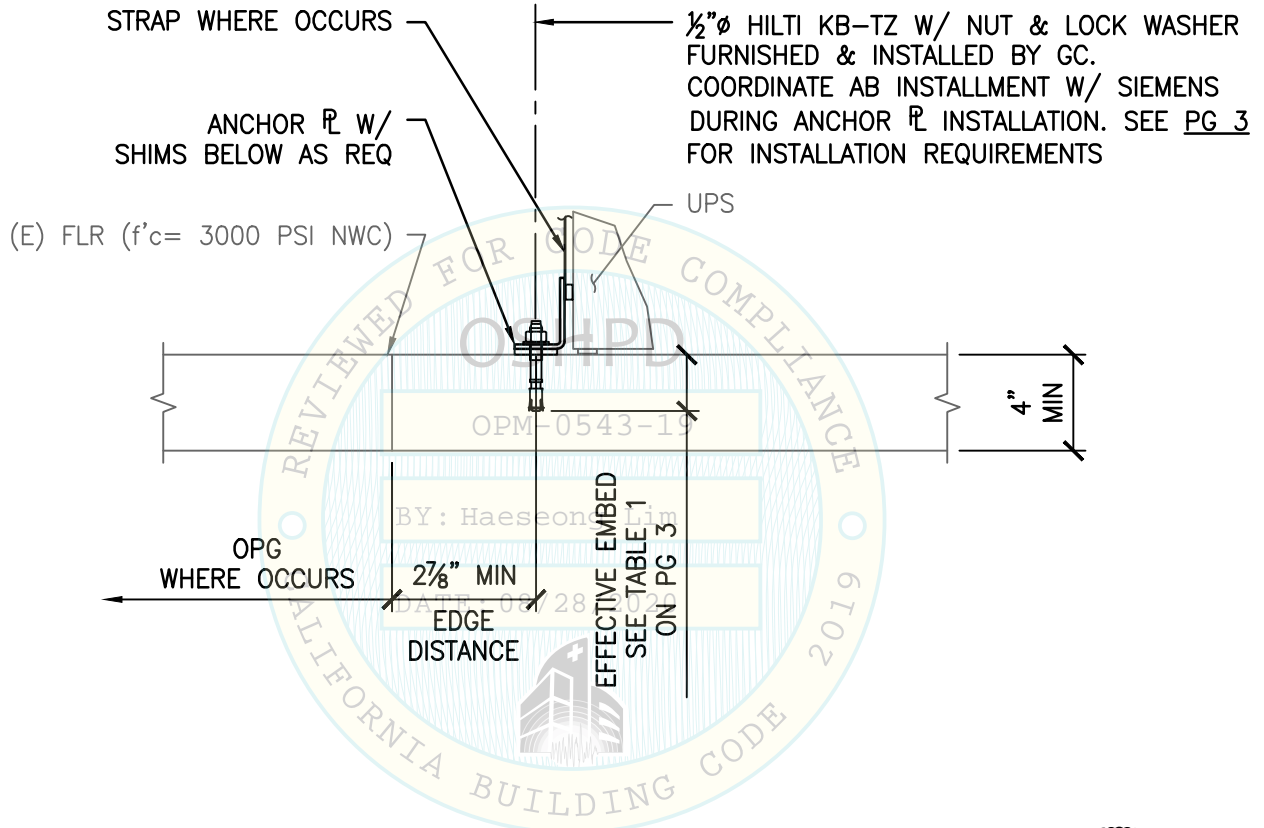 STRAP WHERE OCCURS
½"ø HILTI KB-TZ W/ NUT & LOCK WASHER
FURNISHED & INSTALLED BY GC.
COORDINATE AB INSTALLMENT W/ SIEMENS
DURING ANCHOR ⅊ INSTALLATION. SEE PG 3
FOR INSTALLATION REQUIREMENTS
ANCHOR ⅊ W/
SHIMS BELOW AS REQ
UPS
(E) FLR (f'c= 3000 PSI NWC)
REVIEWED FOR CODE COMPLIANCE
OSHPD
OPM-0543-19
4"
MIN
BY: Haeseong Lim
EFFECTIVE EMBED
SEE TABLE 1
ON PG 3
OPG
WHERE OCCURS
2⅞" MIN
EDGE
DISTANCE
DATE: 08/28/2020
CALIFORNIA BUILDING CODE 2019